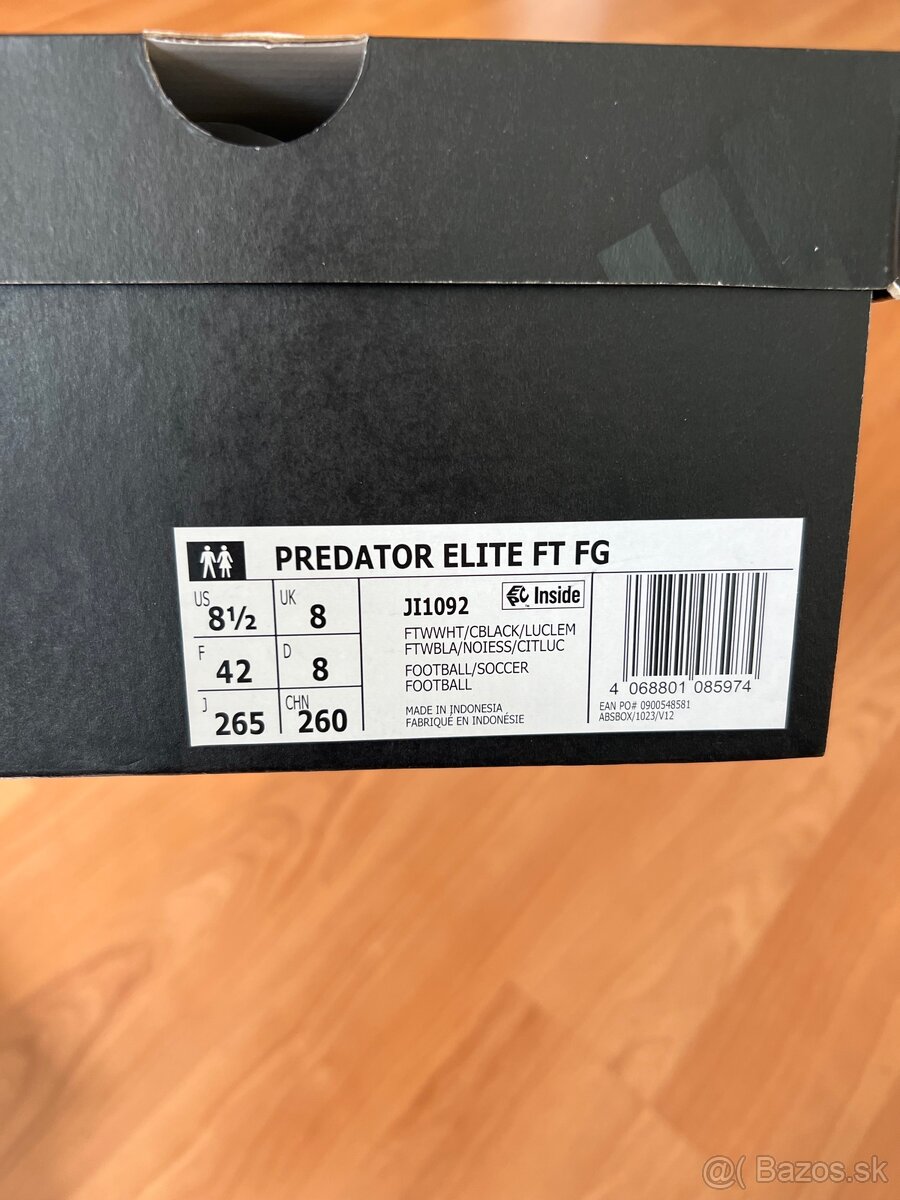 PREDATOR ELITE FT FG
US 8½ UK 8
F 42 D 8
J 265 CHN 260
JI1092 EPC Inside
FTWWHT/CBLACK/LUCLEM
FTWBLA/NOIESS/CITLUC
FOOTBALL/SOCCER
FOOTBALL
MADE IN INDONESIA
FABRIQUÉ EN INDONÉSIE
4 068801 085974
EAN PO# 0900548581
ABSBOX/1023/V12
@( Bazos.sk